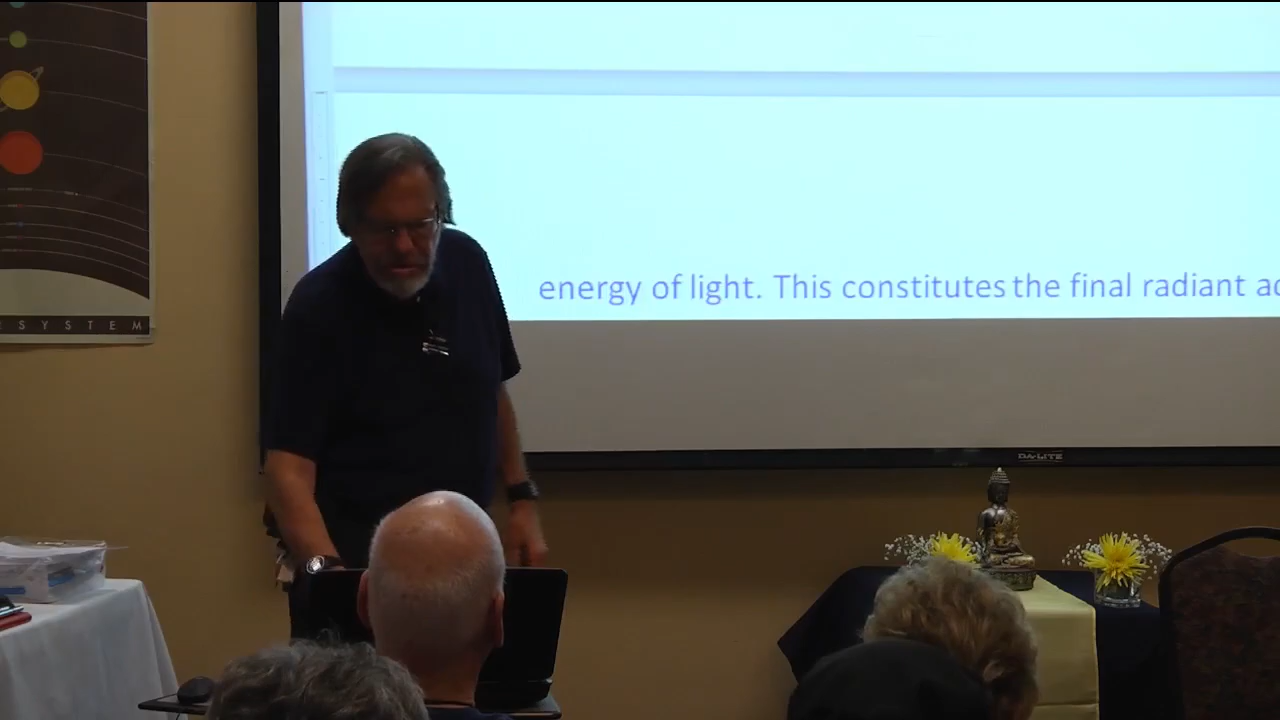 energy of light. This constitutes the final radiant
SYSTEM
DA-LITE